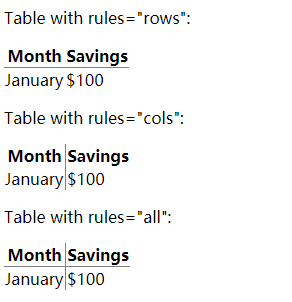 Table with rules="rows":
Month Savings
January $100
Table with rules="cols":
Month Savings
January $100
Table with rules="all":
Month Savings
January $100